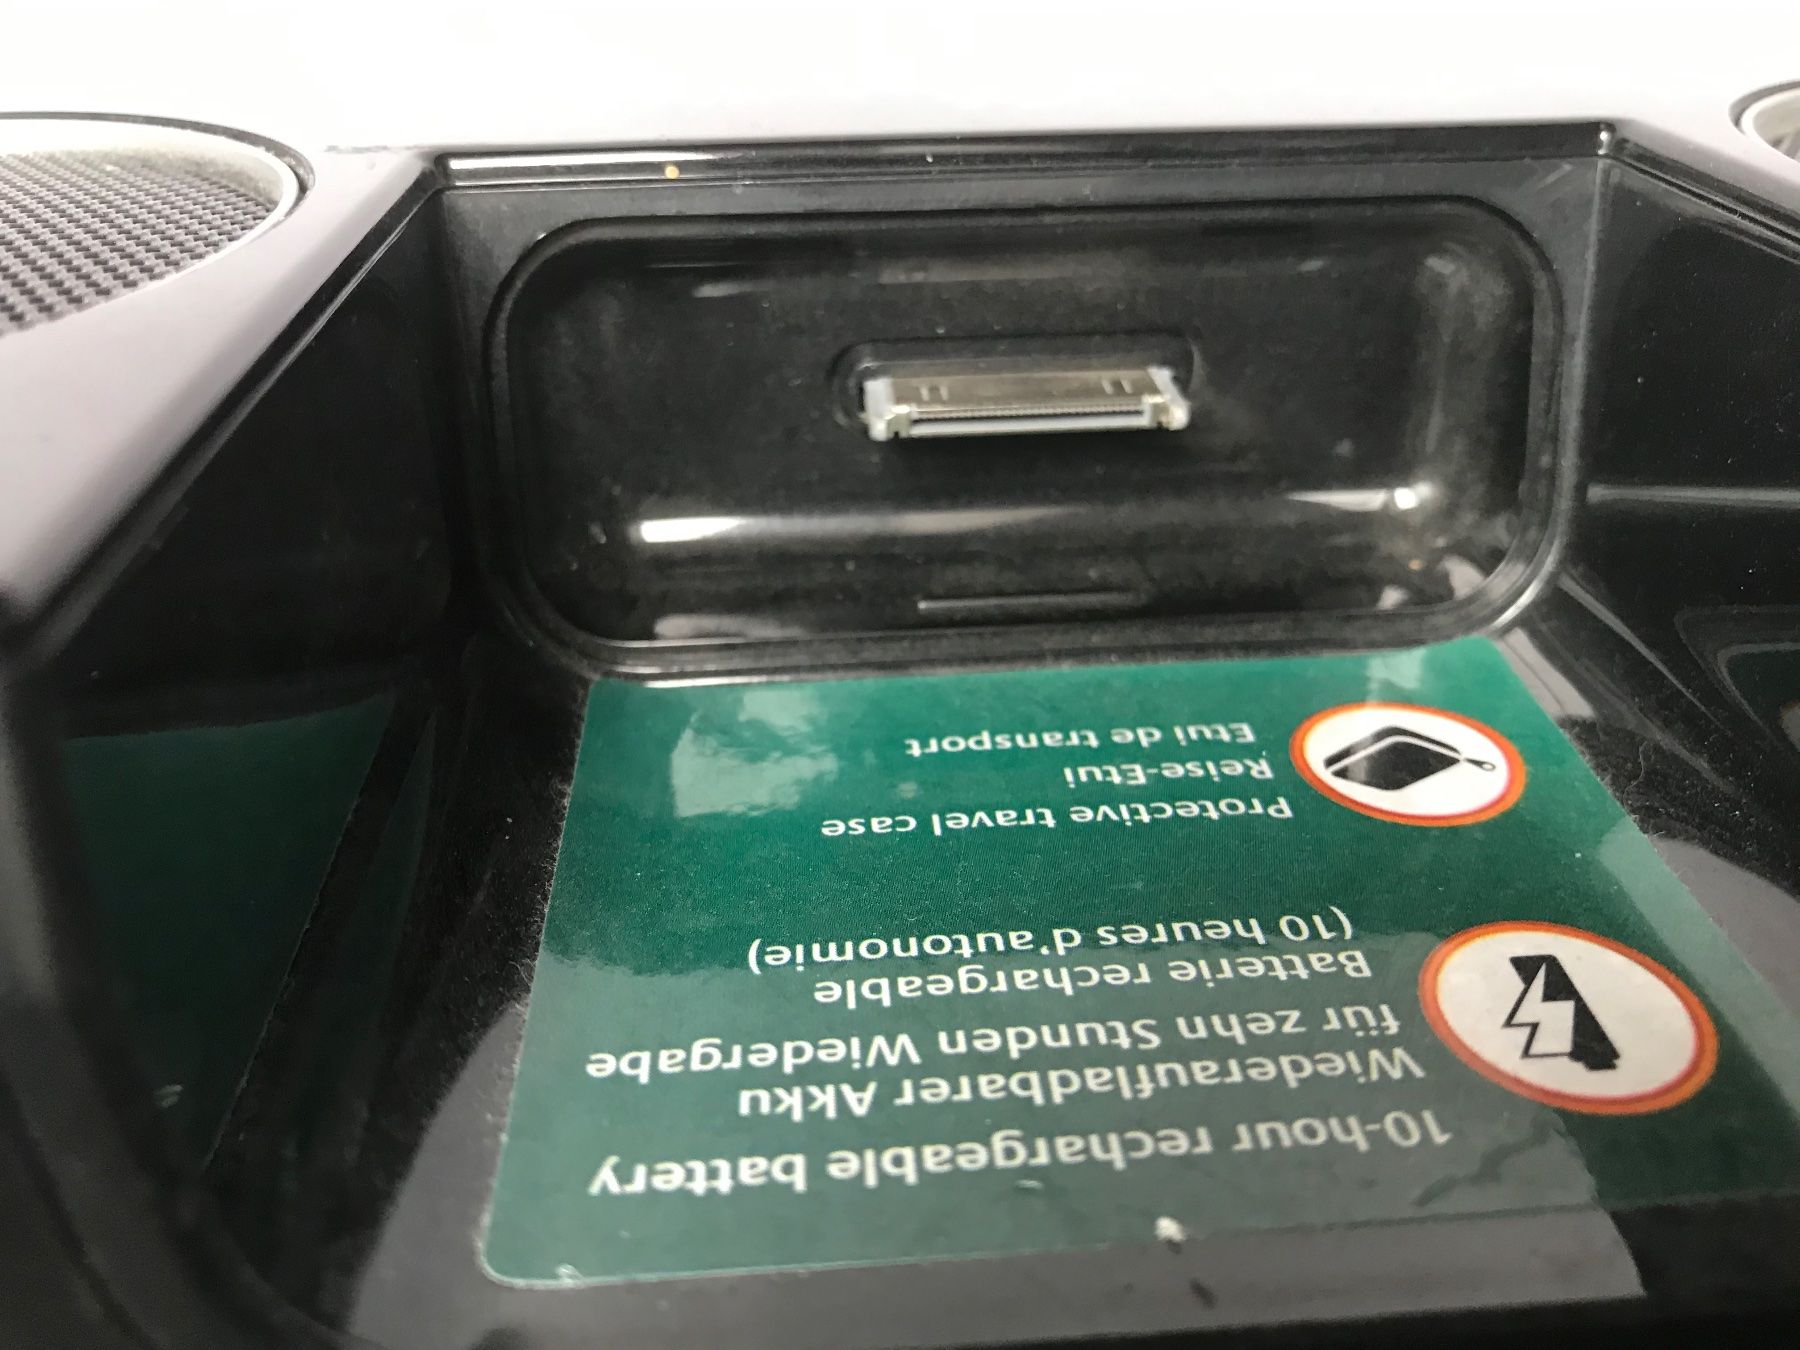 10-hour rechargeable battery
Wiederaufladbarer Akku
für zehn Stunden Wiedergabe
Batterie rechargeable
(10 heures d'autonomie)
Protective travel case
Reise-Etui
Etui de transport